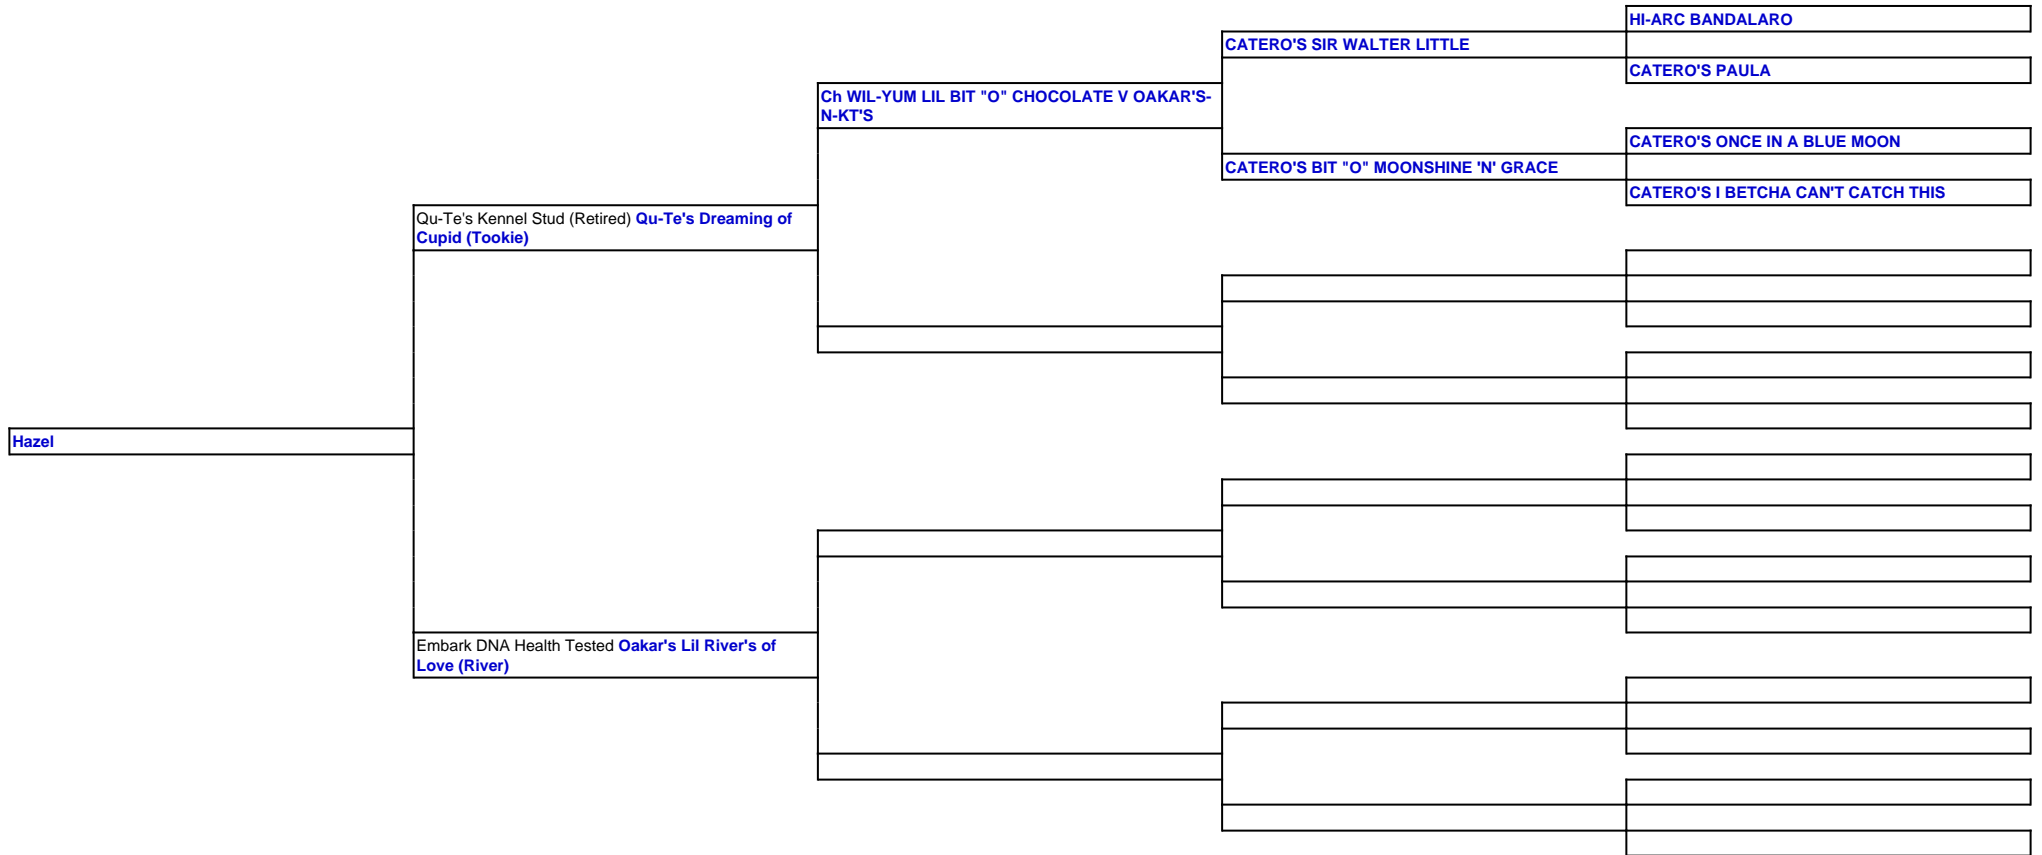 HI-ARC BANDALARO
CATERO'S SIR WALTER LITTLE
CATERO'S PAULA
Ch WIL-YUM LIL BIT "O" CHOCOLATE V OAKAR'S-
N-KT'S
CATERO'S ONCE IN A BLUE MOON
CATERO'S BIT "O" MOONSHINE 'N' GRACE
CATERO'S I BETCHA CAN'T CATCH THIS
Qu-Te's Kennel Stud (Retired) Qu-Te's Dreaming of
Cupid (Tookie)
Hazel
Embark DNA Health Tested Oakar's Lil River's of
Love (River)